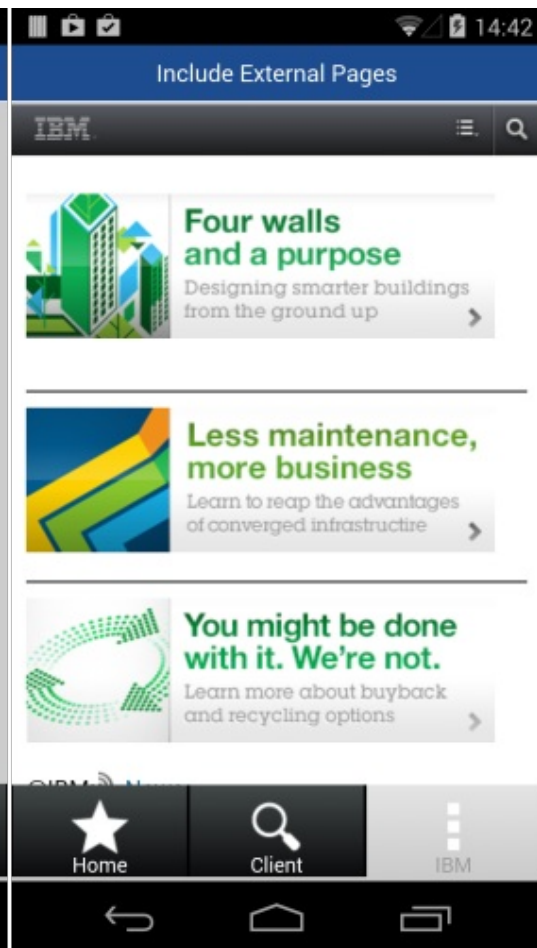 14:42
Include External Pages
IBM
Four walls
and a purpose
Designing smarter buildings
from the ground up
Less maintenance,
more business
Learn to reap the advantages
of converged infrastructire
You might be done
with it. We're not.
Learn more about buyback
and recycling options
Home
Client
IBM